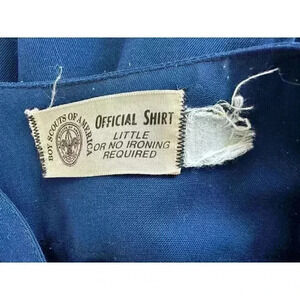 BOY SCOUTS OF AMERICA
OFFICIAL SHIRT
LITTLE
OR NO IRONING
REQUIRED